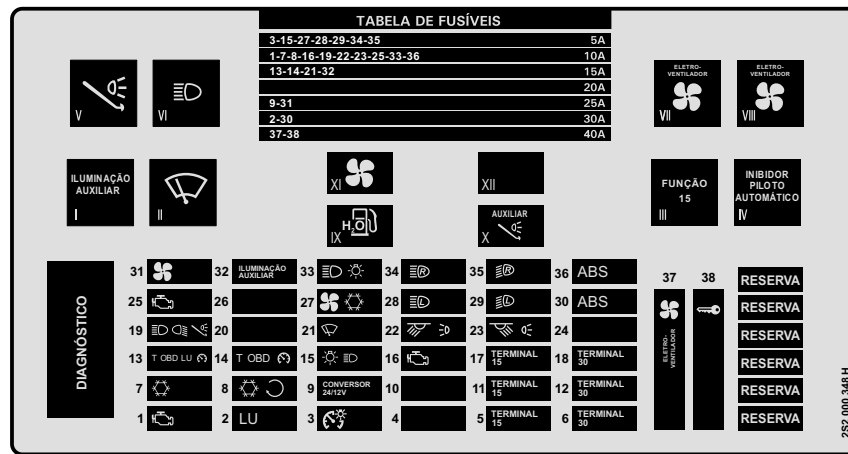 TABELA DE FUSÍVEIS
3-15-27-28-29-34-35 5A
1-7-8-16-19-22-23-25-33-36 10A
13-14-21-32 15A
20A
9-31 25A
2-30 30A
37-38 40A
V
VI
ELETRO-
VENTILADOR
VII
ELETRO-
VENTILADOR
VIII
ILUMINAÇÃO
AUXILIAR
I
II
XI
XII
H2O
IX
AUXILIAR
X
FUNÇÃO
15
III
INIBIDOR
PILOTO
AUTOMÁTICO
IV
DIAGNÓSTICO
31 32 ILUMINAÇÃO AUXILIAR 33 34 R 35 R 36 ABS
25 26 27 28 L 29 L 30 ABS
19 20 21 22 23 24
13 T OBD LU 14 T OBD 15 16 17 TERMINAL 15 18 TERMINAL 30
7 8 9 CONVERSOR 24/12V 10 11 TERMINAL 15 12 TERMINAL 30
1 2 LU 3 4 5 TERMINAL 15 6 TERMINAL 30
37 38
ELETRO-
VENTILADOR
RESERVA
RESERVA
RESERVA
RESERVA
RESERVA
RESERVA
2S2 000 348 H